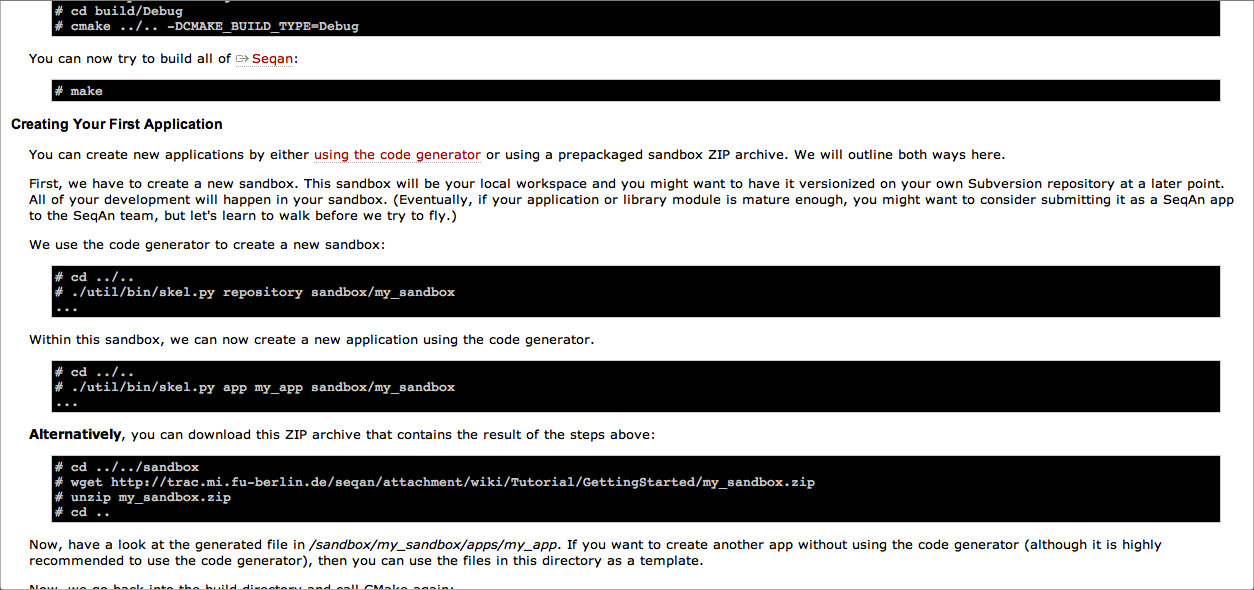 # cd build/Debug
# cmake ../.. -DCMAKE_BUILD_TYPE=Debug
You can now try to build all of Seqan:
# make
Creating Your First Application
You can create new applications by either using the code generator or using a prepackaged sandbox ZIP archive. We will outline both ways here.
First, we have to create a new sandbox. This sandbox will be your local workspace and you might want to have it versionized on your own Subversion repository at a later point.
All of your development will happen in your sandbox. (Eventually, if your application or library module is mature enough, you might want to consider submitting it as a SeqAn app
to the SeqAn team, but let's learn to walk before we try to fly.)
We use the code generator to create a new sandbox:
# cd ../..
# ./util/bin/skel.py repository sandbox/my_sandbox
...
Within this sandbox, we can now create a new application using the code generator.
# cd ../..
# ./util/bin/skel.py app my_app sandbox/my_sandbox
...
Alternatively, you can download this ZIP archive that contains the result of the steps above:
# cd ../../sandbox
# wget http://trac.mi.fu-berlin.de/seqan/attachment/wiki/Tutorial/GettingStarted/my_sandbox.zip
# unzip my_sandbox.zip
# cd ..
Now, have a look at the generated file in /sandbox/my_sandbox/apps/my_app. If you want to create another app without using the code generator (although it is highly
recommended to use the code generator), then you can use the files in this directory as a template.
Now, we go back into the build directory and call CMake again: